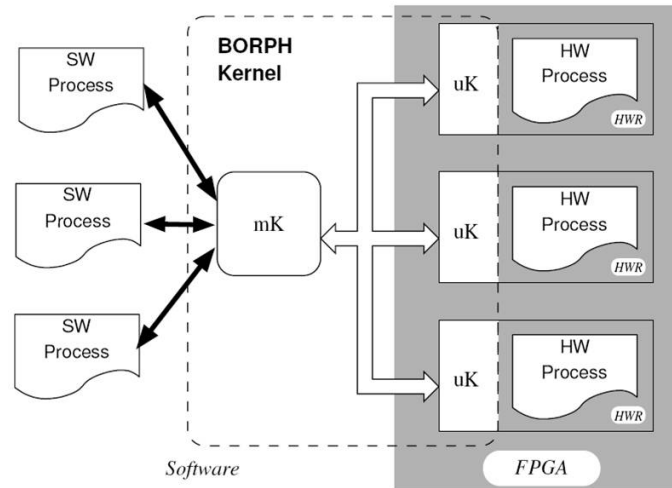 SW
Process
SW
Process
SW
Process
BORPH
Kernel
mK
uK
HW
Process
HWR
uK
HW
Process
HWR
uK
HW
Process
HWR
Software
FPGA